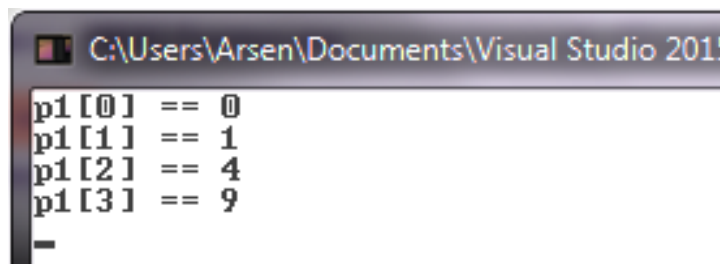 C:\Users\Arsen\Documents\Visual Studio 2015
p1[0] == 0
p1[1] == 1
p1[2] == 4
p1[3] == 9